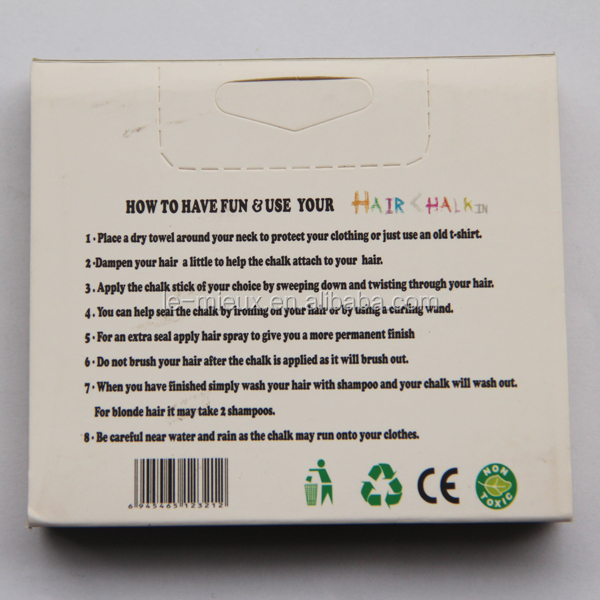 HOW TO HAVE FUN & USE YOUR HAIR CHALKIN
1 · Place a dry towel around your neck to protect your clothing or just use an old t-shirt.
2 · Dampen your hair a little to help the chalk attach to your hair.
3 . Apply the chalk stick of your choice by sweeping down and twisting through your hair.
le-mieux.en.alibaba.com
4 . You can help seal the chalk by ironing on your hair or by using a curling wand.
5 · For an extra seal apply hair spray to give you a more permanent finish
6 · Do not brush your hair after the chalk is applied as it will brush out.
7 · When you have finished simply wash your hair with shampoo and your chalk will wash out.
For blonde hair it may take 2 shampoos.
8 · Be careful near water and rain as the chalk may run onto your clothes.
6 945465 123212
CE
NON TOXIC